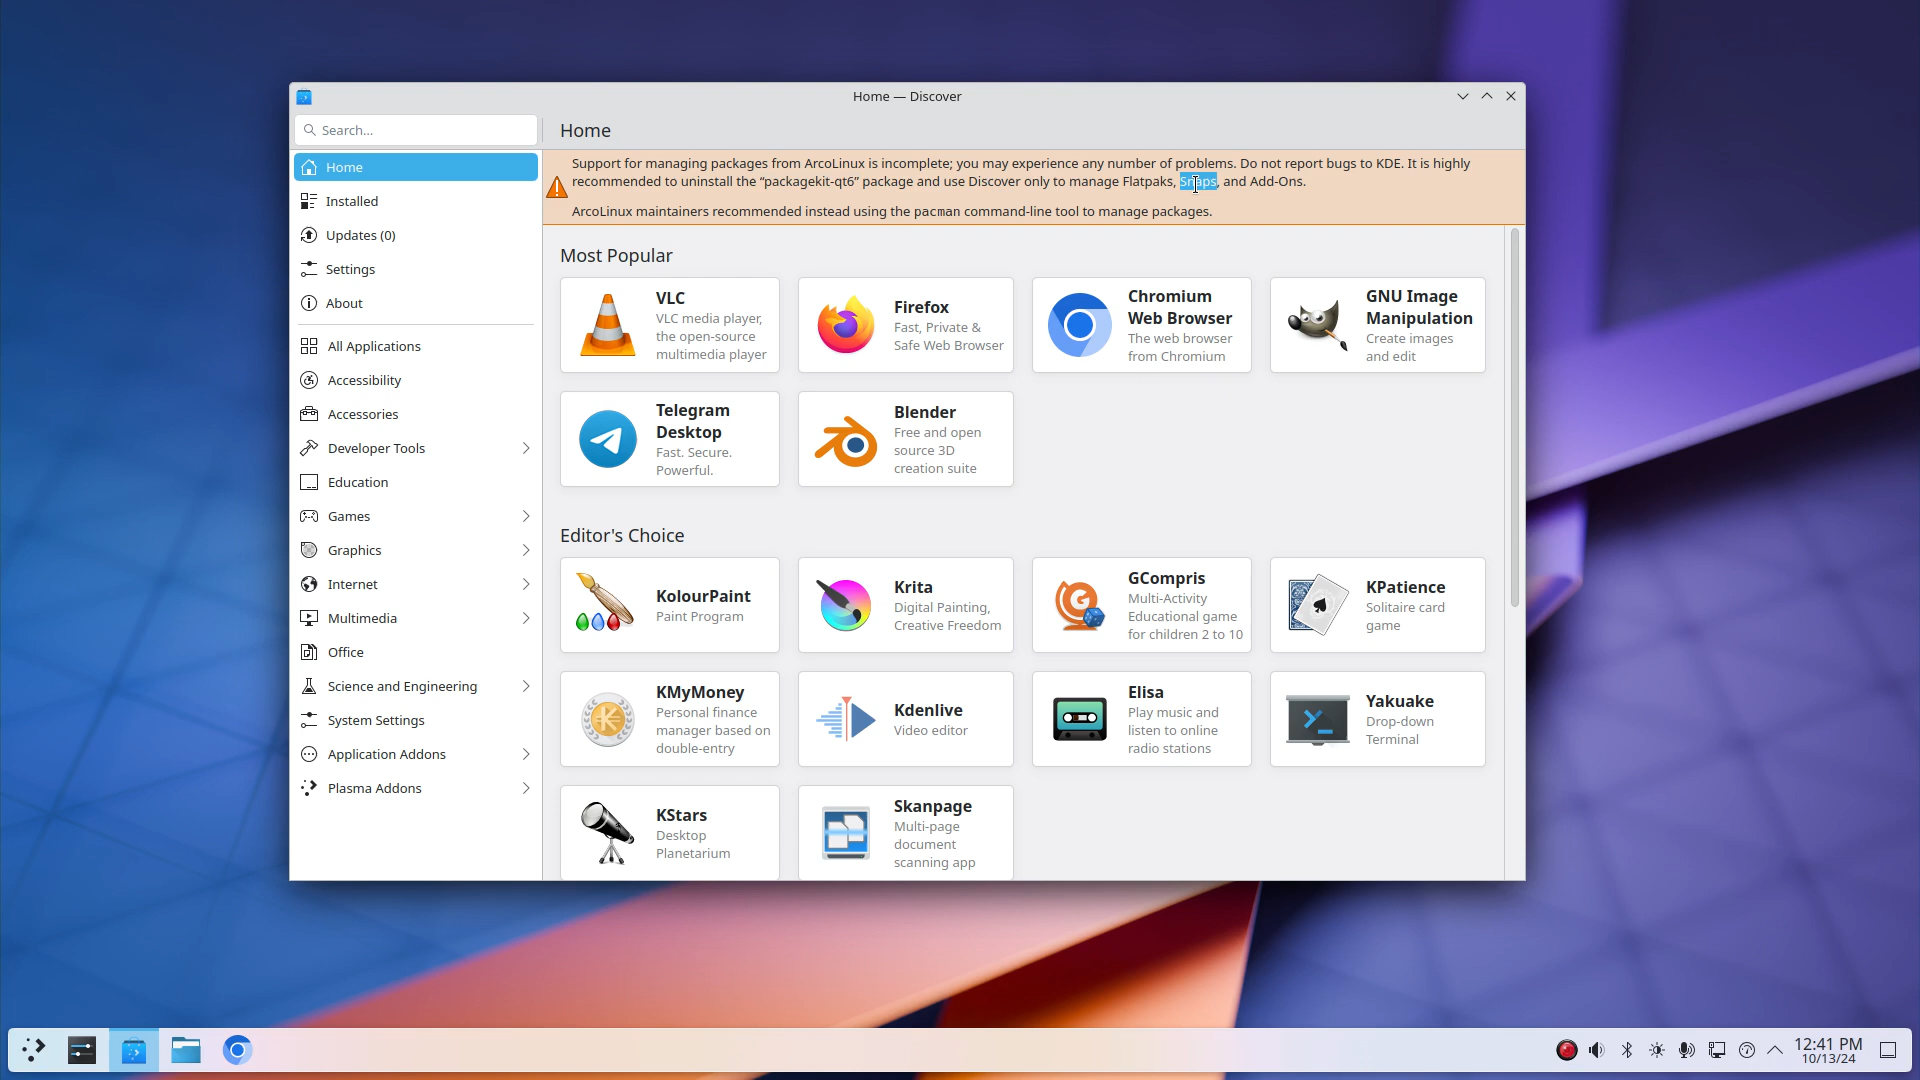 Home — Discover
Search...
Home
Home
Installed
Updates (0)
Settings
About
All Applications
Accessibility
Accessories
Developer Tools
Education
Games
Graphics
Internet
Multimedia
Office
Science and Engineering
System Settings
Application Addons
Plasma Addons
Support for managing packages from ArcoLinux is incomplete; you may experience any number of problems. Do not report bugs to KDE. It is highly
recommended to uninstall the “packagekit-qt6” package and use Discover only to manage Flatpaks, Snaps, and Add-Ons.
ArcoLinux maintainers recommended instead using the pacman command-line tool to manage packages.
Most Popular
VLC
VLC media player,
the open-source
multimedia player
Firefox
Fast, Private &
Safe Web Browser
Chromium
Web Browser
The web browser
from Chromium
GNU Image
Manipulation
Create images
and edit
Telegram
Desktop
Fast. Secure.
Powerful.
Blender
Free and open
source 3D
creation suite
Editor's Choice
KolourPaint
Paint Program
Krita
Digital Painting,
Creative Freedom
GCompris
Multi-Activity
Educational game
for children 2 to 10
KPatience
Solitaire card
game
KMyMoney
Personal finance
manager based on
double-entry
Kdenlive
Video editor
Elisa
Play music and
listen to online
radio stations
Yakuake
Drop-down
Terminal
KStars
Desktop
Planetarium
Skanpage
Multi-page
document
scanning app
12:41 PM
10/13/24